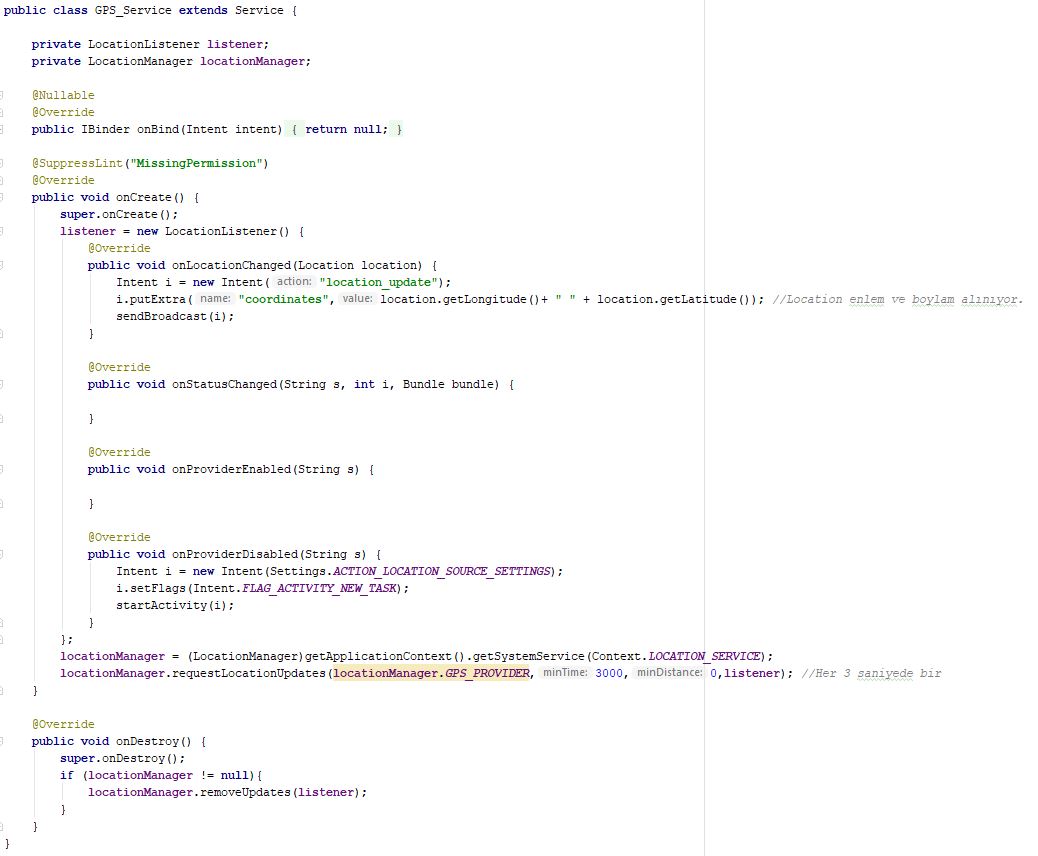 public class GPS_Service extends Service {
private LocationListener listener;
private LocationManager locationManager;
@Nullable
@Override
public IBinder onBind(Intent intent) { return null; }
@SuppressLint("MissingPermission")
@Override
public void onCreate() {
super.onCreate();
listener = new LocationListener() {
@Override
public void onLocationChanged(Location location) {
Intent i = new Intent( action: "location_update");
i.putExtra( name: "coordinates", value: location.getLongitude()+ " " + location.getLatitude()); //Location enlem ve boylam alınıyor.
sendBroadcast(i);
}
@Override
public void onStatusChanged(String s, int i, Bundle bundle) {
}
@Override
public void onProviderEnabled(String s) {
}
@Override
public void onProviderDisabled(String s) {
Intent i = new Intent(Settings.ACTION_LOCATION_SOURCE_SETTINGS);
i.setFlags(Intent.FLAG_ACTIVITY_NEW_TASK);
startActivity(i);
}
};
locationManager = (LocationManager)getApplicationContext().getSystemService(Context.LOCATION_SERVICE);
locationManager.requestLocationUpdates(locationManager.GPS_PROVIDER, minTime: 3000, minDistance: 0,listener); //Her 3 saniyede bir
}
@Override
public void onDestroy() {
super.onDestroy();
if (locationManager != null){
locationManager.removeUpdates(listener);
}
}
}